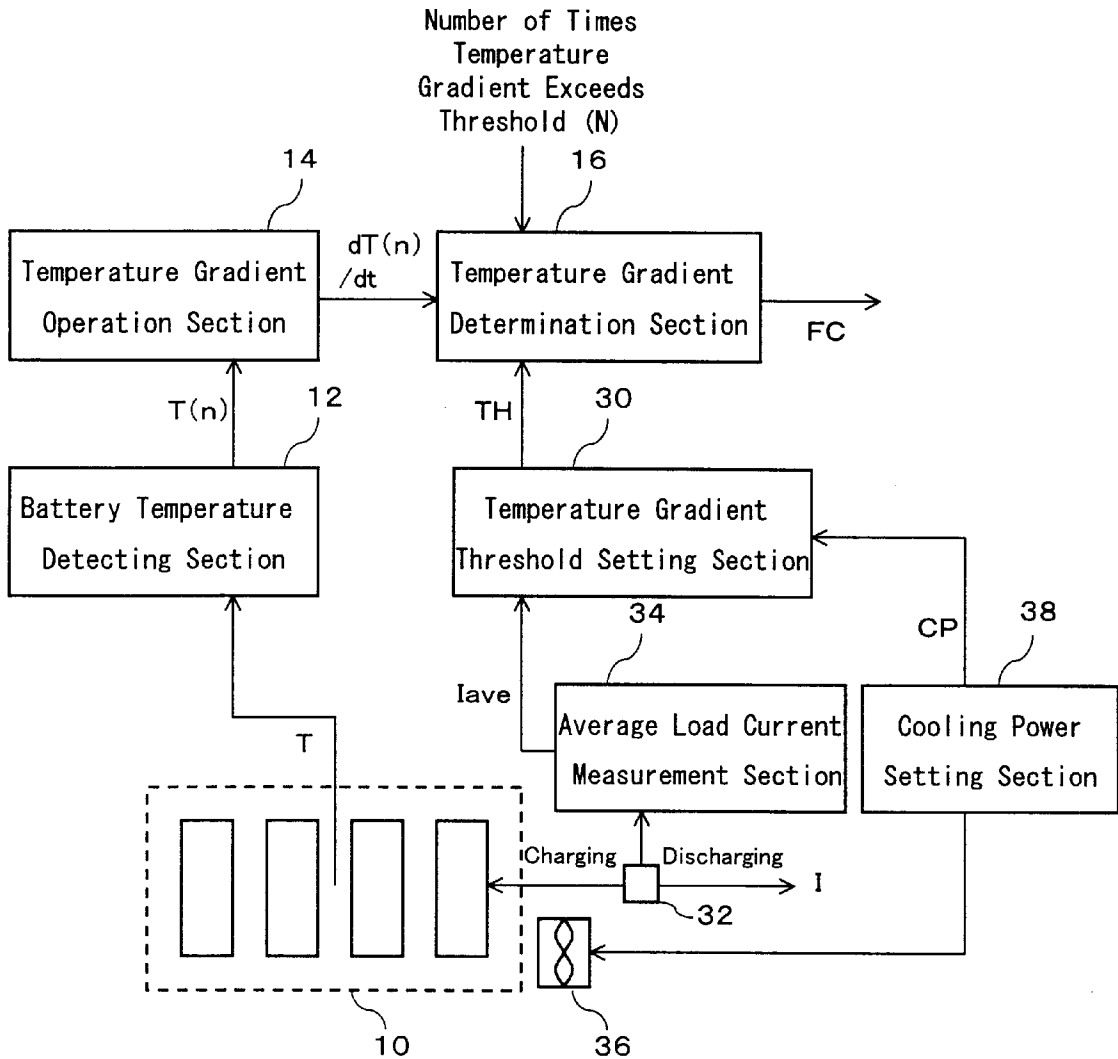 Number of Times
Temperature
Gradient Exceeds
Threshold (N)
14
16
Temperature Gradient
Operation Section
dT(n)
/dt
Temperature Gradient
Determination Section
FC
T(n)
12
TH
30
Battery Temperature
Detecting Section
Temperature Gradient
Threshold Setting Section
34
CP
38
Iave
Average Load Current
Measurement Section
Cooling Power
Setting Section
T
Charging
Discharging
I
32
10
36